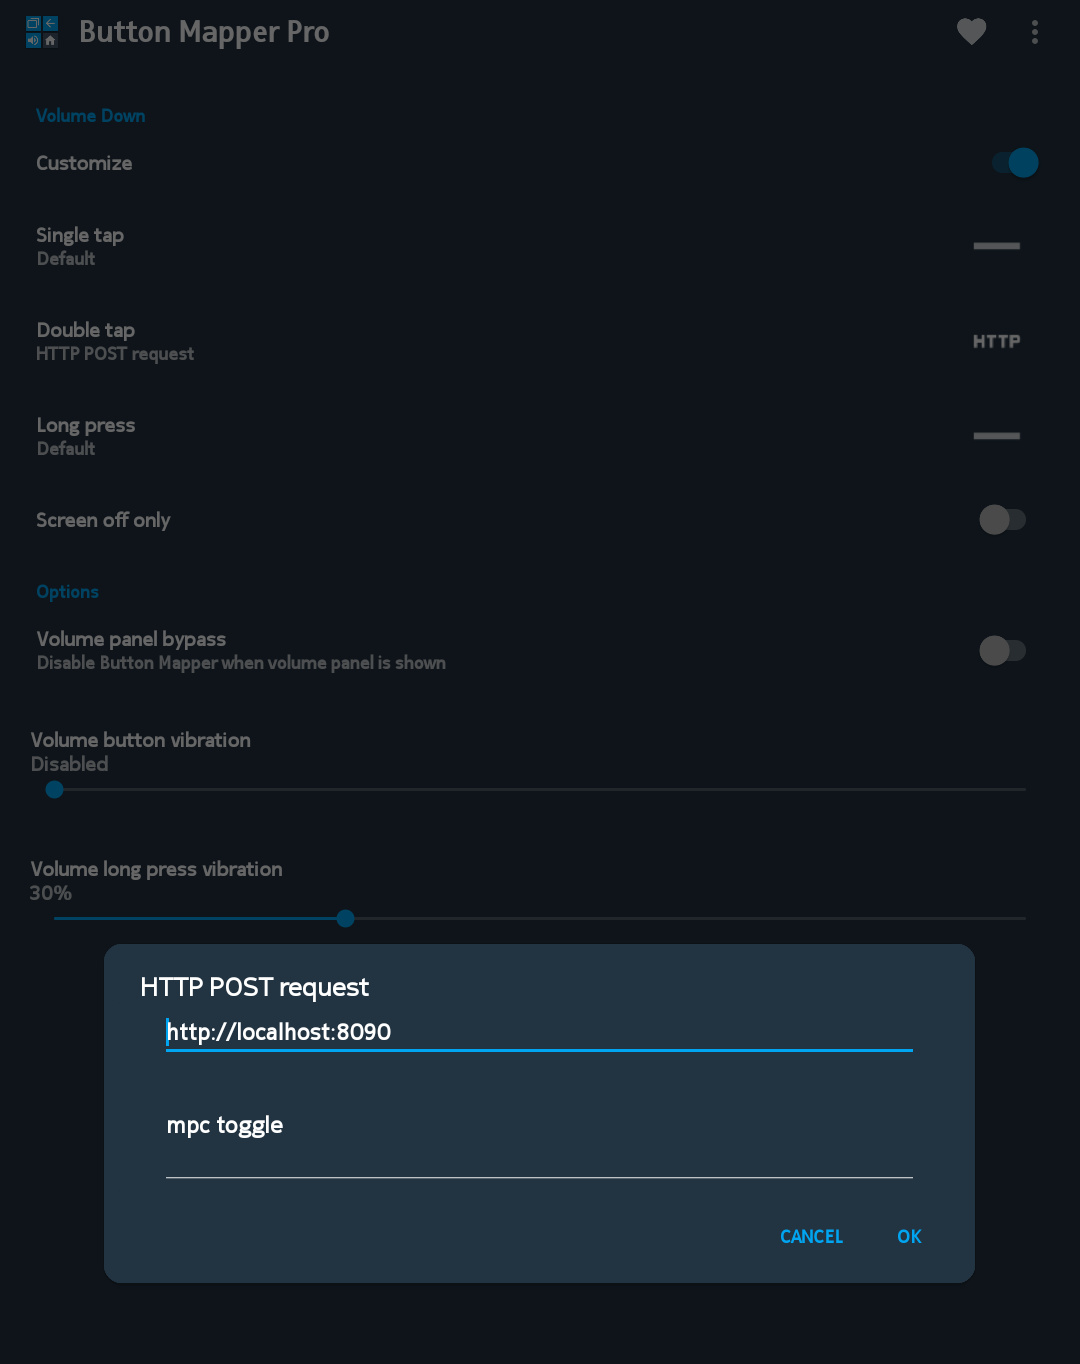 Button Mapper Pro
Volume Down
Customize
Single tap
Default
Double tap
HTTP POST request
HTTP
Long press
Default
Screen off only
Options
Volume panel bypass
Disable Button Mapper when volume panel is shown
Volume button vibration
Disabled
Volume long press vibration
30%
HTTP POST request
http://localhost:8090
mpc toggle
CANCEL OK